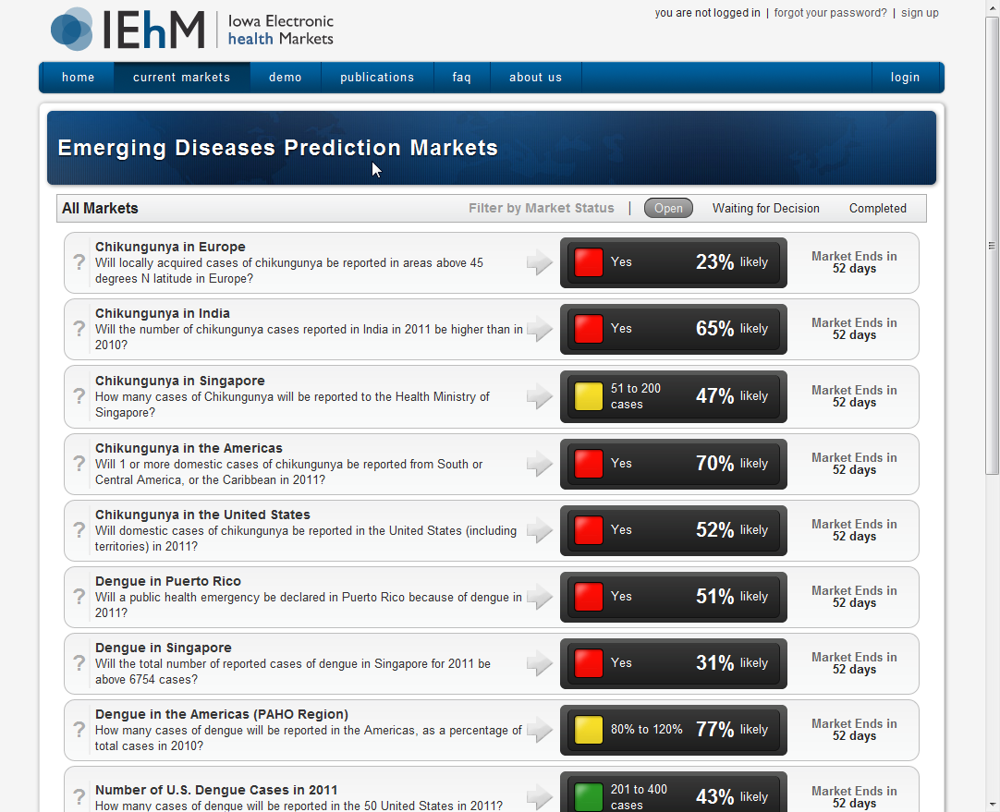 IEhM
Iowa Electronic
health Markets
you are not logged in | forgot your password? | sign up
home
current markets
demo
publications
faq
about us
login
Emerging Diseases Prediction Markets
All Markets
Filter by Market Status | Open Waiting for Decision Completed
? Chikungunya in Europe
Will locally acquired cases of chikungunya be reported in areas above 45
degrees N latitude in Europe?
Yes 23% likely
Market Ends in
52 days
? Chikungunya in India
Will the number of chikungunya cases reported in India in 2011 be higher than in
2010?
Yes 65% likely
Market Ends in
52 days
? Chikungunya in Singapore
How many cases of Chikungunya will be reported to the Health Ministry of
Singapore?
51 to 200
cases
47% likely
Market Ends in
52 days
? Chikungunya in the Americas
Will 1 or more domestic cases of chikungunya be reported from South or
Central America, or the Caribbean in 2011?
Yes 70% likely
Market Ends in
52 days
? Chikungunya in the United States
Will domestic cases of chikungunya be reported in the United States (including
territories) in 2011?
Yes 52% likely
Market Ends in
52 days
? Dengue in Puerto Rico
Will a public health emergency be declared in Puerto Rico because of dengue in
2011?
Yes 51% likely
Market Ends in
52 days
? Dengue in Singapore
Will the total number of reported cases of dengue in Singapore for 2011 be
above 6754 cases?
Yes 31% likely
Market Ends in
52 days
? Dengue in the Americas (PAHO Region)
How many cases of dengue will be reported in the Americas, as a percentage of
total cases in 2010?
80% to 120% 77% likely
Market Ends in
52 days
? Number of U.S. Dengue Cases in 2011
How many cases of dengue will be reported in the 50 United States in 2011?
201 to 400
cases
43% likely
Market Ends in
52 days